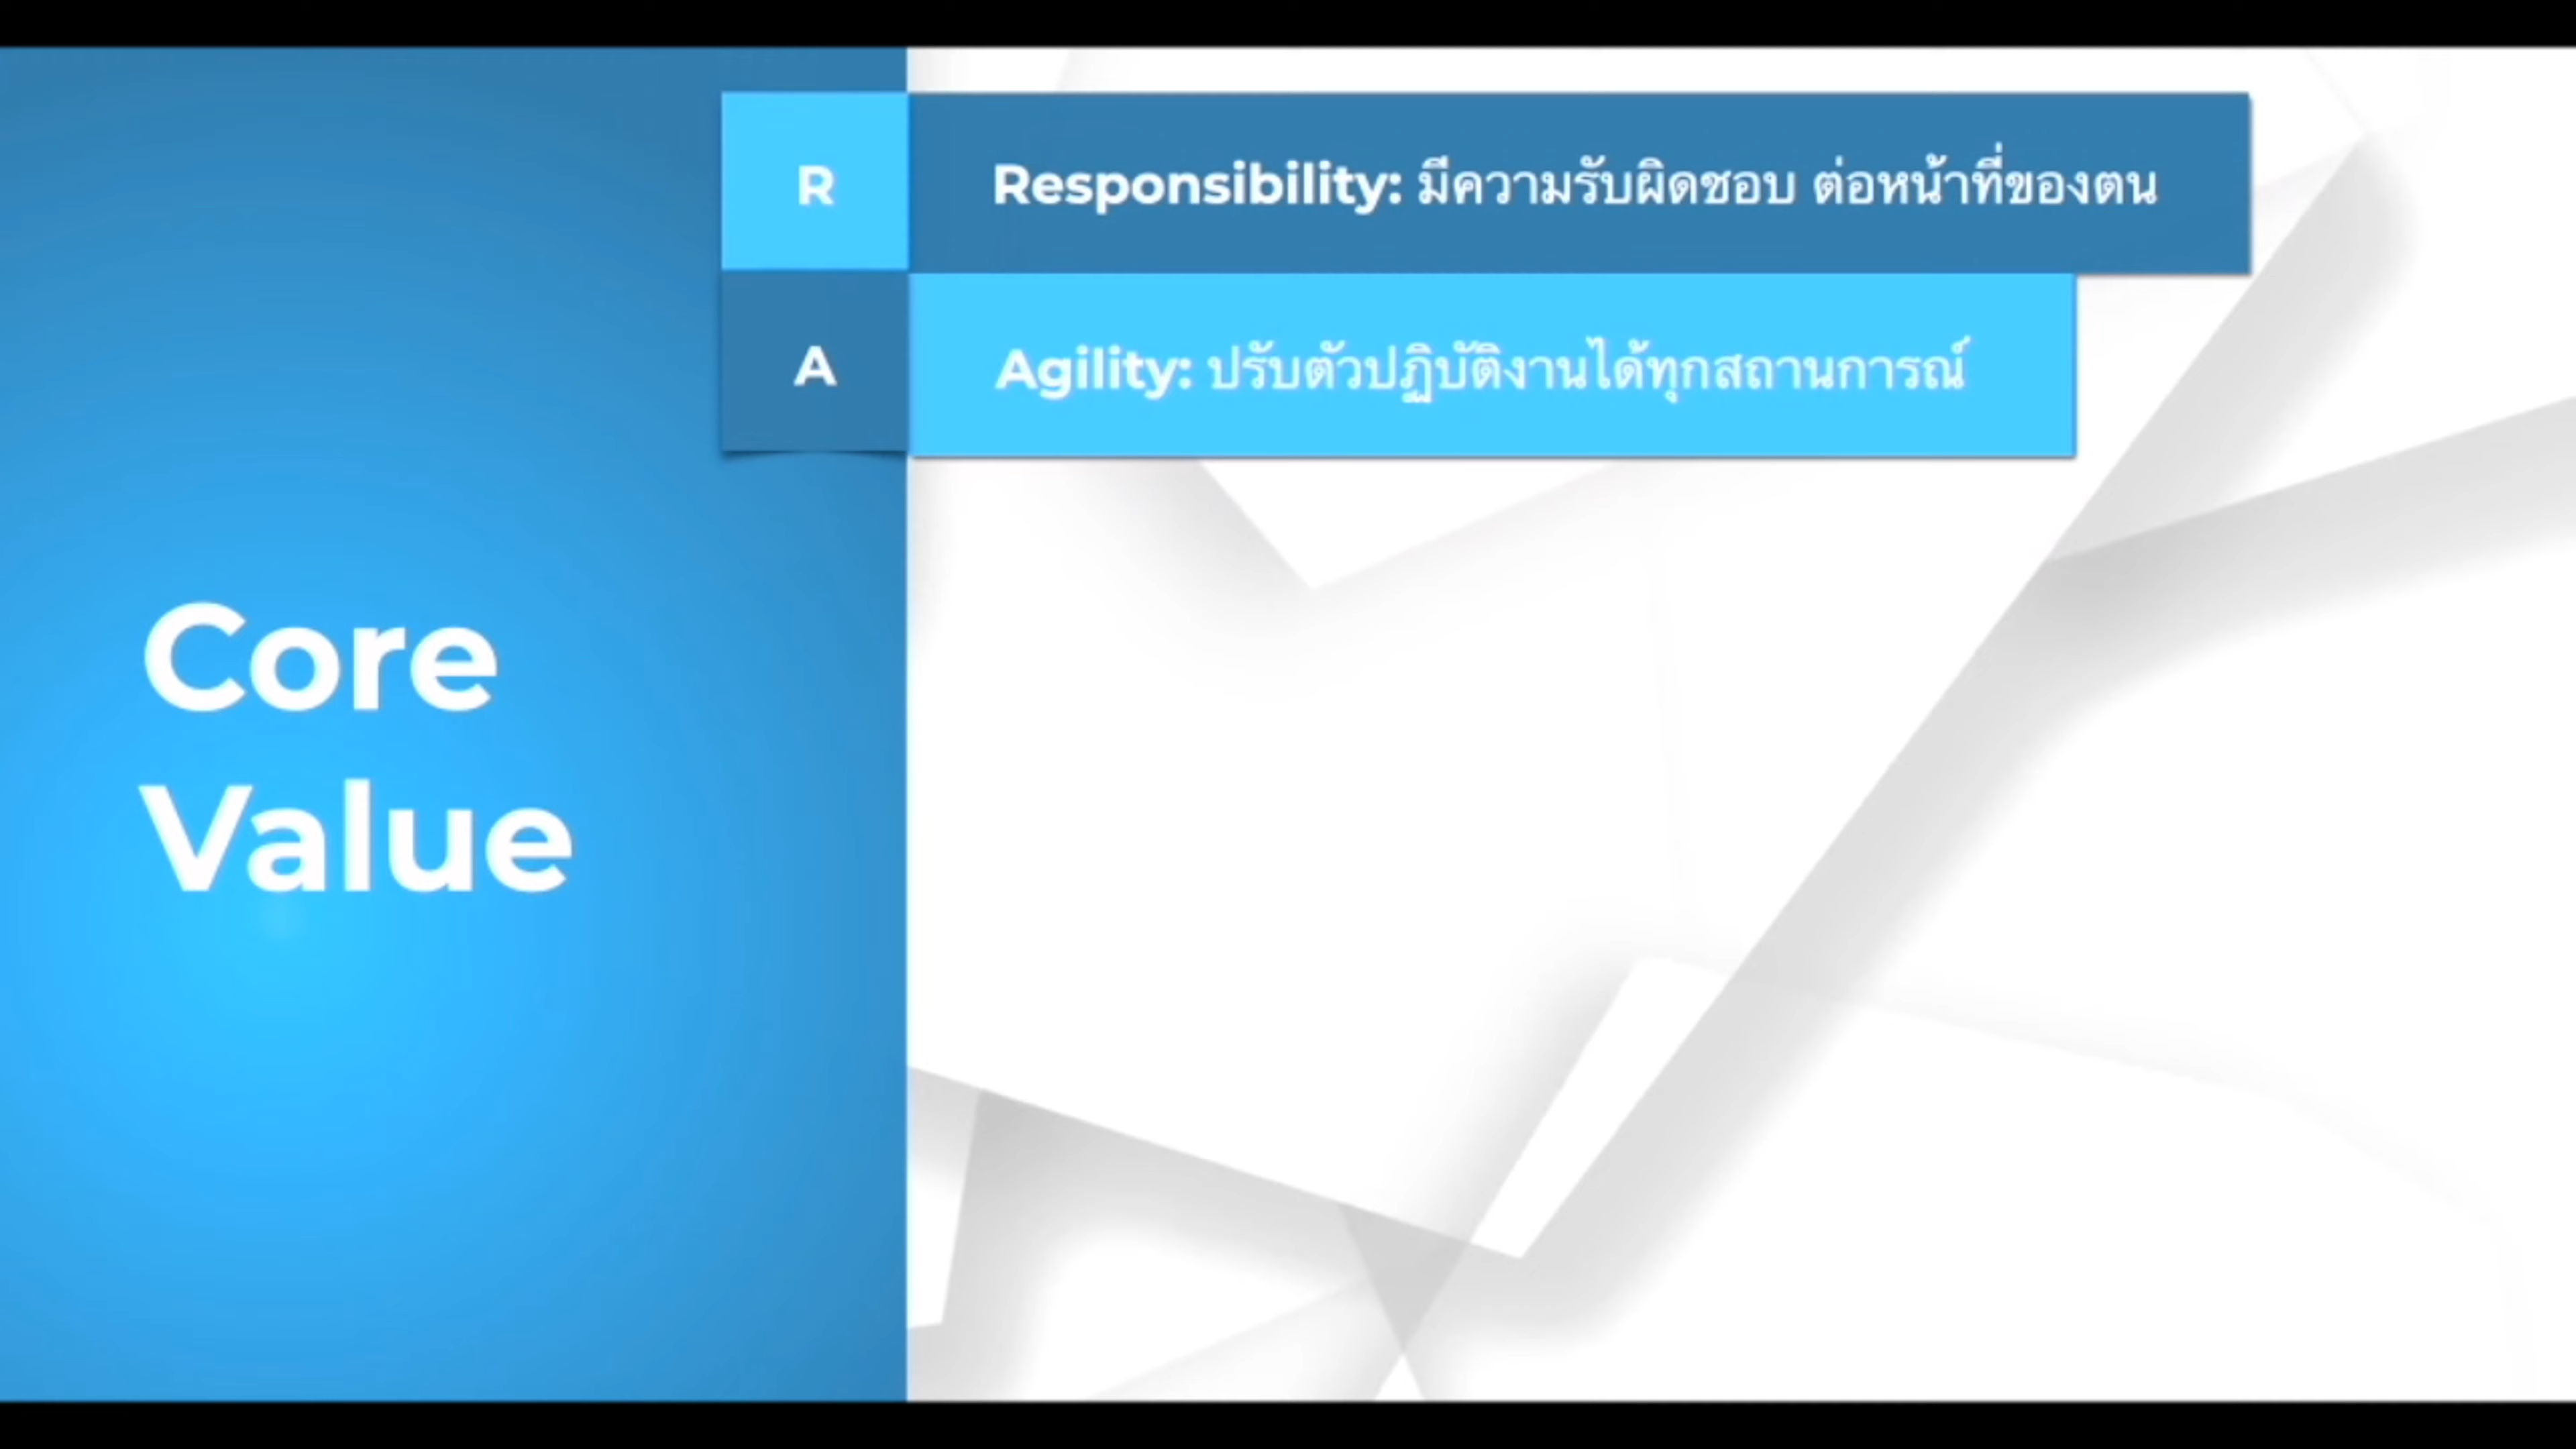 R
Responsibility: มีความรับผิดชอบ ต่อหน้าที่ของตน
A
Agility: ปรับตัวปฏิบัติงานได้ทุกสถานการณ์
Core
Value